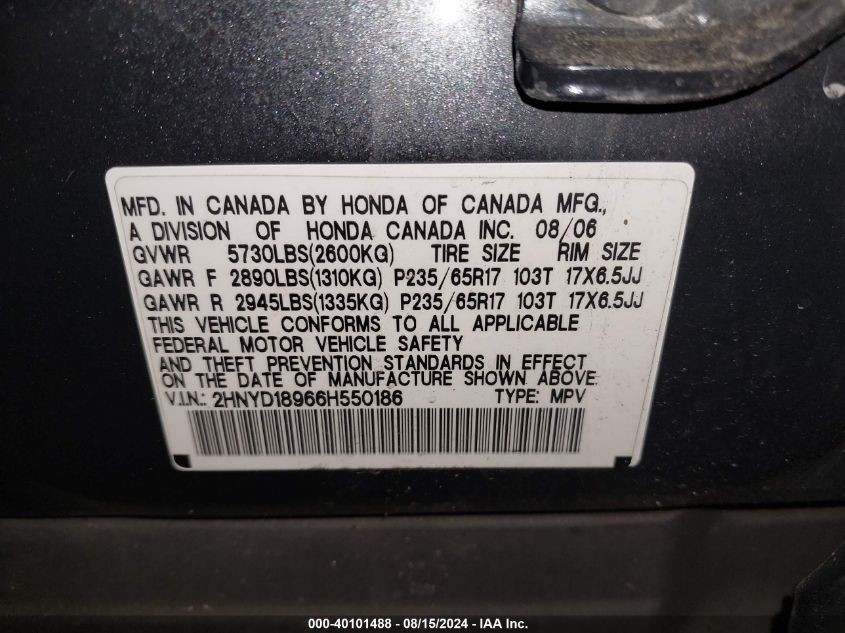 MFD. IN CANADA BY HONDA OF CANADA MFG.,
A DIVISION OF HONDA CANADA INC. 08/06
GVWR 5730LBS(2600KG) TIRE SIZE RIM SIZE
GAWR F 2890LBS(1310KG) P235/65R17 103T 17X6.5JJ
GAWR R 2945LBS(1335KG) P235/65R17 103T 17X6.5JJ
THIS VEHICLE CONFORMS TO ALL APPLICABLE
FEDERAL MOTOR VEHICLE SAFETY
AND THEFT PREVENTION STANDARDS IN EFFECT
ON THE DATE OF MANUFACTURE SHOWN ABOVE.
V.I.N.: 2HNYD18966H550186 TYPE: MPV
000-40101488 - 08/15/2024 - IAA Inc.